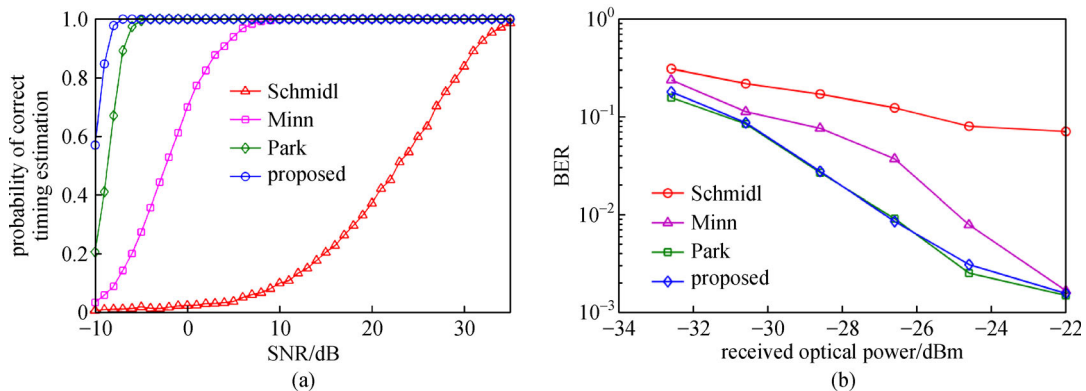 1.0
0.8
0.6
0.4
0.2
0
−10
0
10
20
30
probability of correct
timing estimation
SNR/dB
Schmidl
Minn
Park
proposed
(a)
10^0
10^−1
10^−2
10^−3
−34
−32
−30
−28
−26
−24
−22
BER
received optical power/dBm
Schmidl
Minn
Park
proposed
(b)